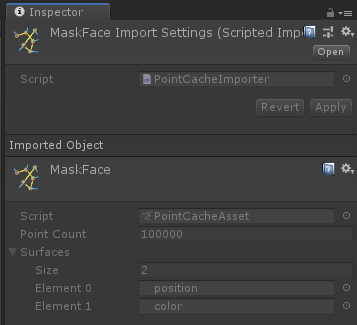 Inspector
MaskFace Import Settings (Scripted Imp
Open
Script PointCacheImporter
Revert Apply
Imported Object
MaskFace
Script PointCacheAsset
Point Count 100000
Surfaces
Size 2
Element 0 position
Element 1 color